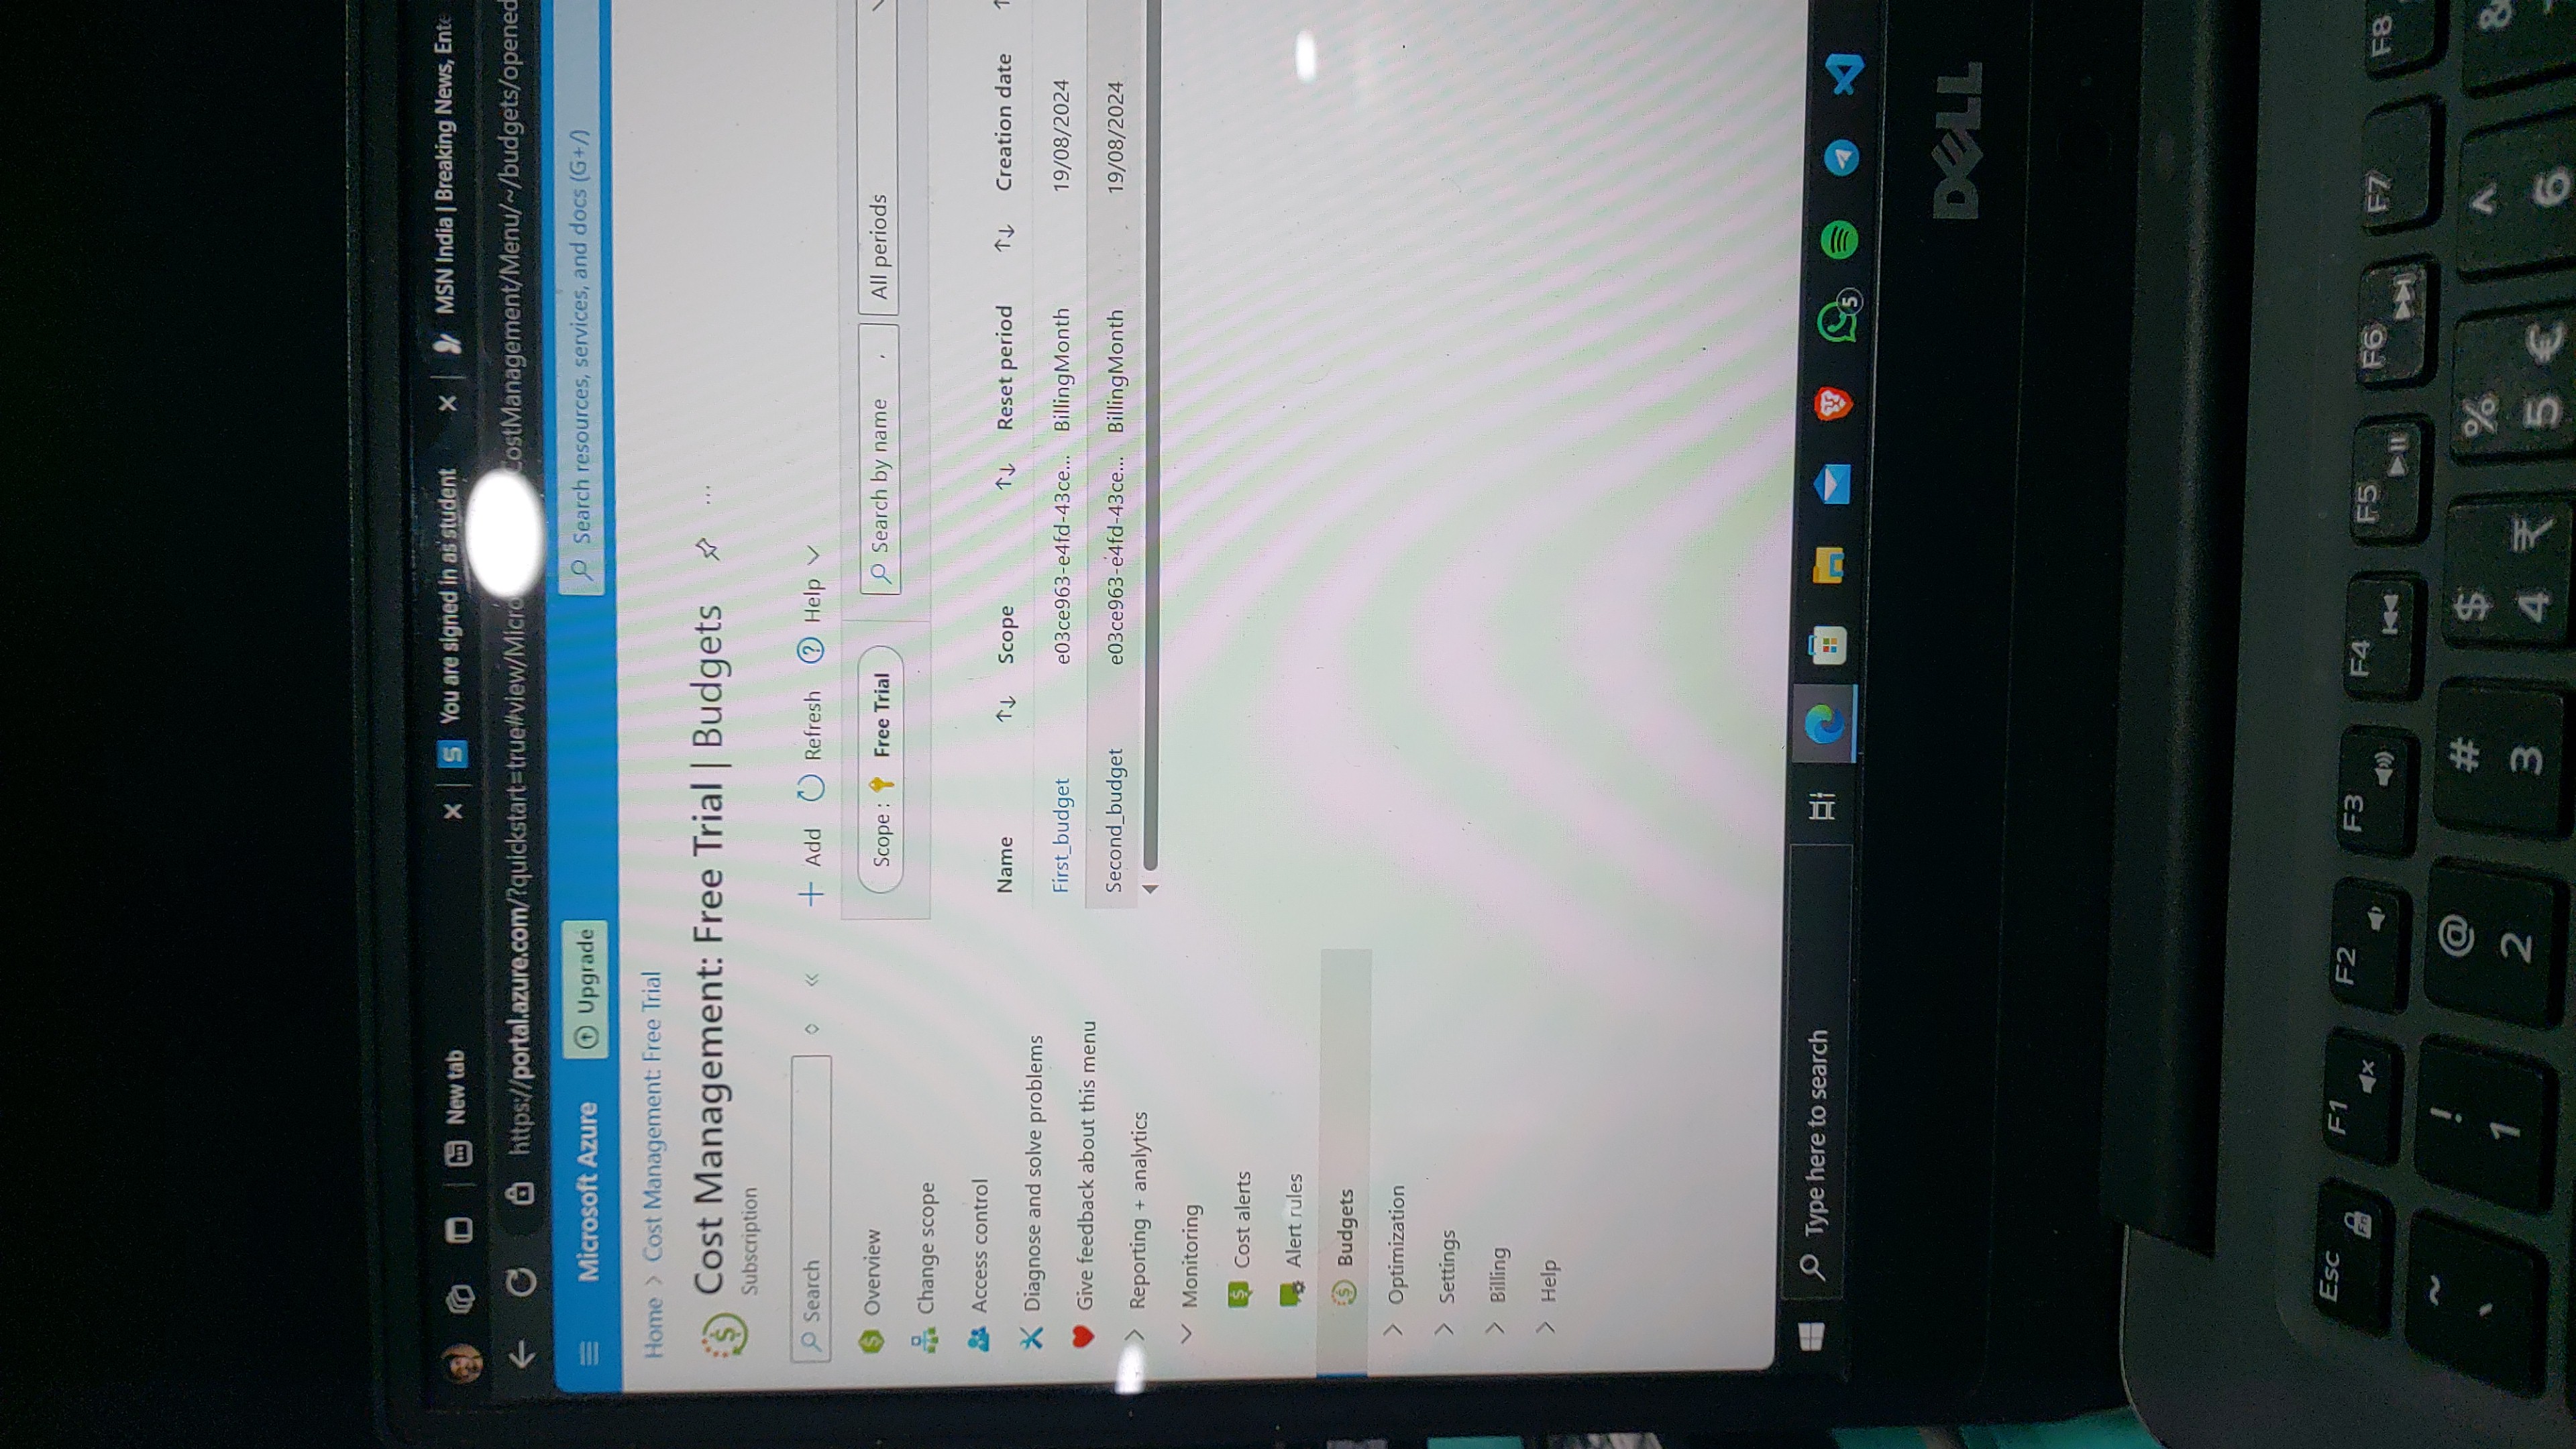 New tab
You are signed in as student
MSN India | Breaking News, Ente
https://portal.azure.com/?quickstart=true#view/Micro CostManagement/Menu/~/budgets/opened
Microsoft Azure
Upgrade
Search resources, services, and docs (G+/)
Home > Cost Management: Free Trial
Cost Management: Free Trial | Budgets
Subscription
Search
Add
Refresh
Help
Overview
Scope : Free Trial
Search by name
All periods
Change scope
Access control
Name Scope Reset period Creation date
Diagnose and solve problems
First_budget e03ce963-e4fd-43ce... BillingMonth 19/08/2024
Give feedback about this menu
Second_budget e03ce963-e4fd-43ce... BillingMonth 19/08/2024
Reporting + analytics
Monitoring
Cost alerts
Alert rules
Budgets
Optimization
Settings
Billing
Help
Type here to search
5
DELL
Esc F1 F2 F3 F4 F5 F6 F7 F8
Fn
~ ! @ # $ % ^ &
` 1 2 3 4 ₹ 5 € 6